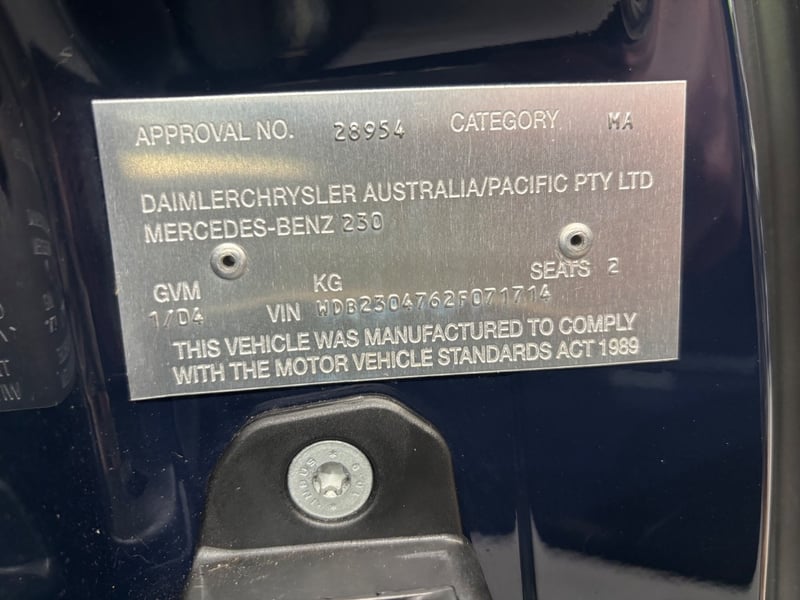 APPROVAL NO. 28954 CATEGORY MA
DAIMLERCHRYSLER AUSTRALIA/PACIFIC PTY LTD
MERCEDES-BENZ 230
GVM KG SEATS 2
1/04 VIN WDB2304762F071714
THIS VEHICLE WAS MANUFACTURED TO COMPLY
WITH THE MOTOR VEHICLE STANDARDS ACT 1989